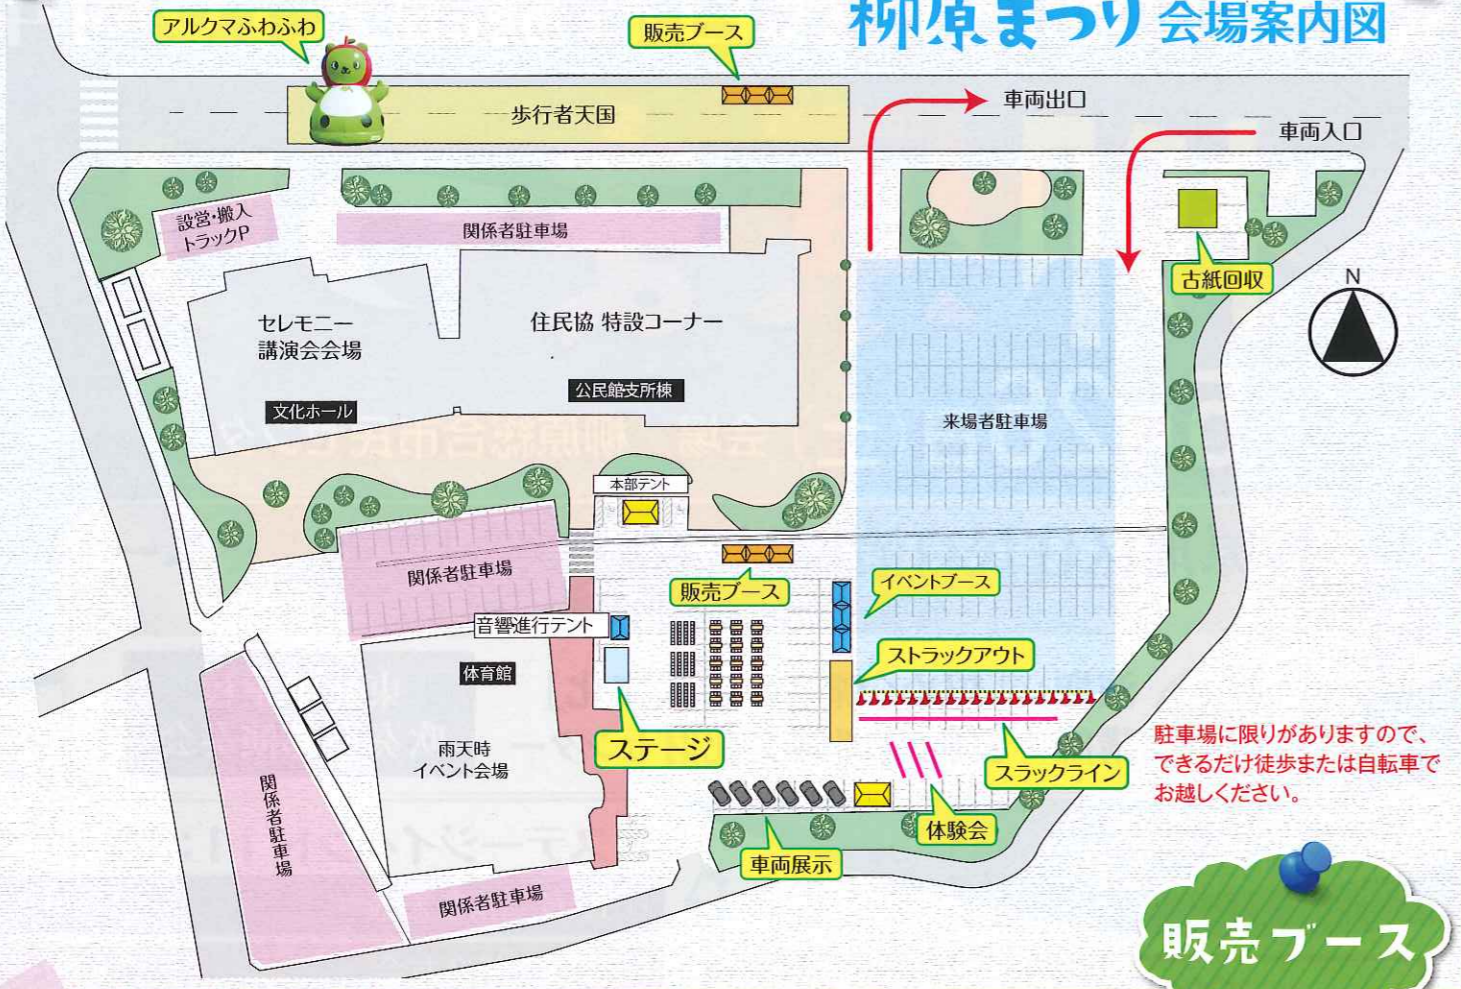 柳原まつり 会場案内図
アルクマふわふわ
販売ブース
歩行者天国
車両出口
車両入口
設営・搬入
トラックP
関係者駐車場
古紙回収
N
セレモニー
講演会会場
住民協 特設コーナー
文化ホール
公民館支所棟
来場者駐車場
本部テント
関係者駐車場
販売ブース
イベントブース
音響進行テント
体育館
ストラックアウト
ステージ
雨天時
イベント会場
スラックライン
駐車場に限りがありますので、
できるだけ徒歩または自転車で
お越しください。
関係者駐車場
体験会
車両展示
関係者駐車場
販売ブース